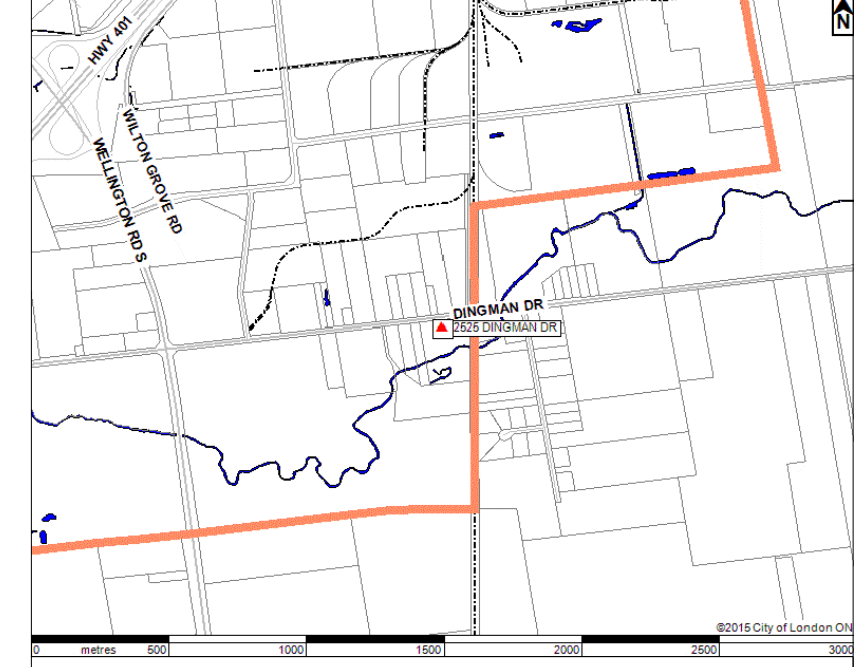 N
HWY 401
WILTON GROVE RD
WELLINGTON RD S
DINGMAN DR
2525 DINGMAN DR
©2015 City of London ON
0 metres 500 1000 1500 2000 2500 3000